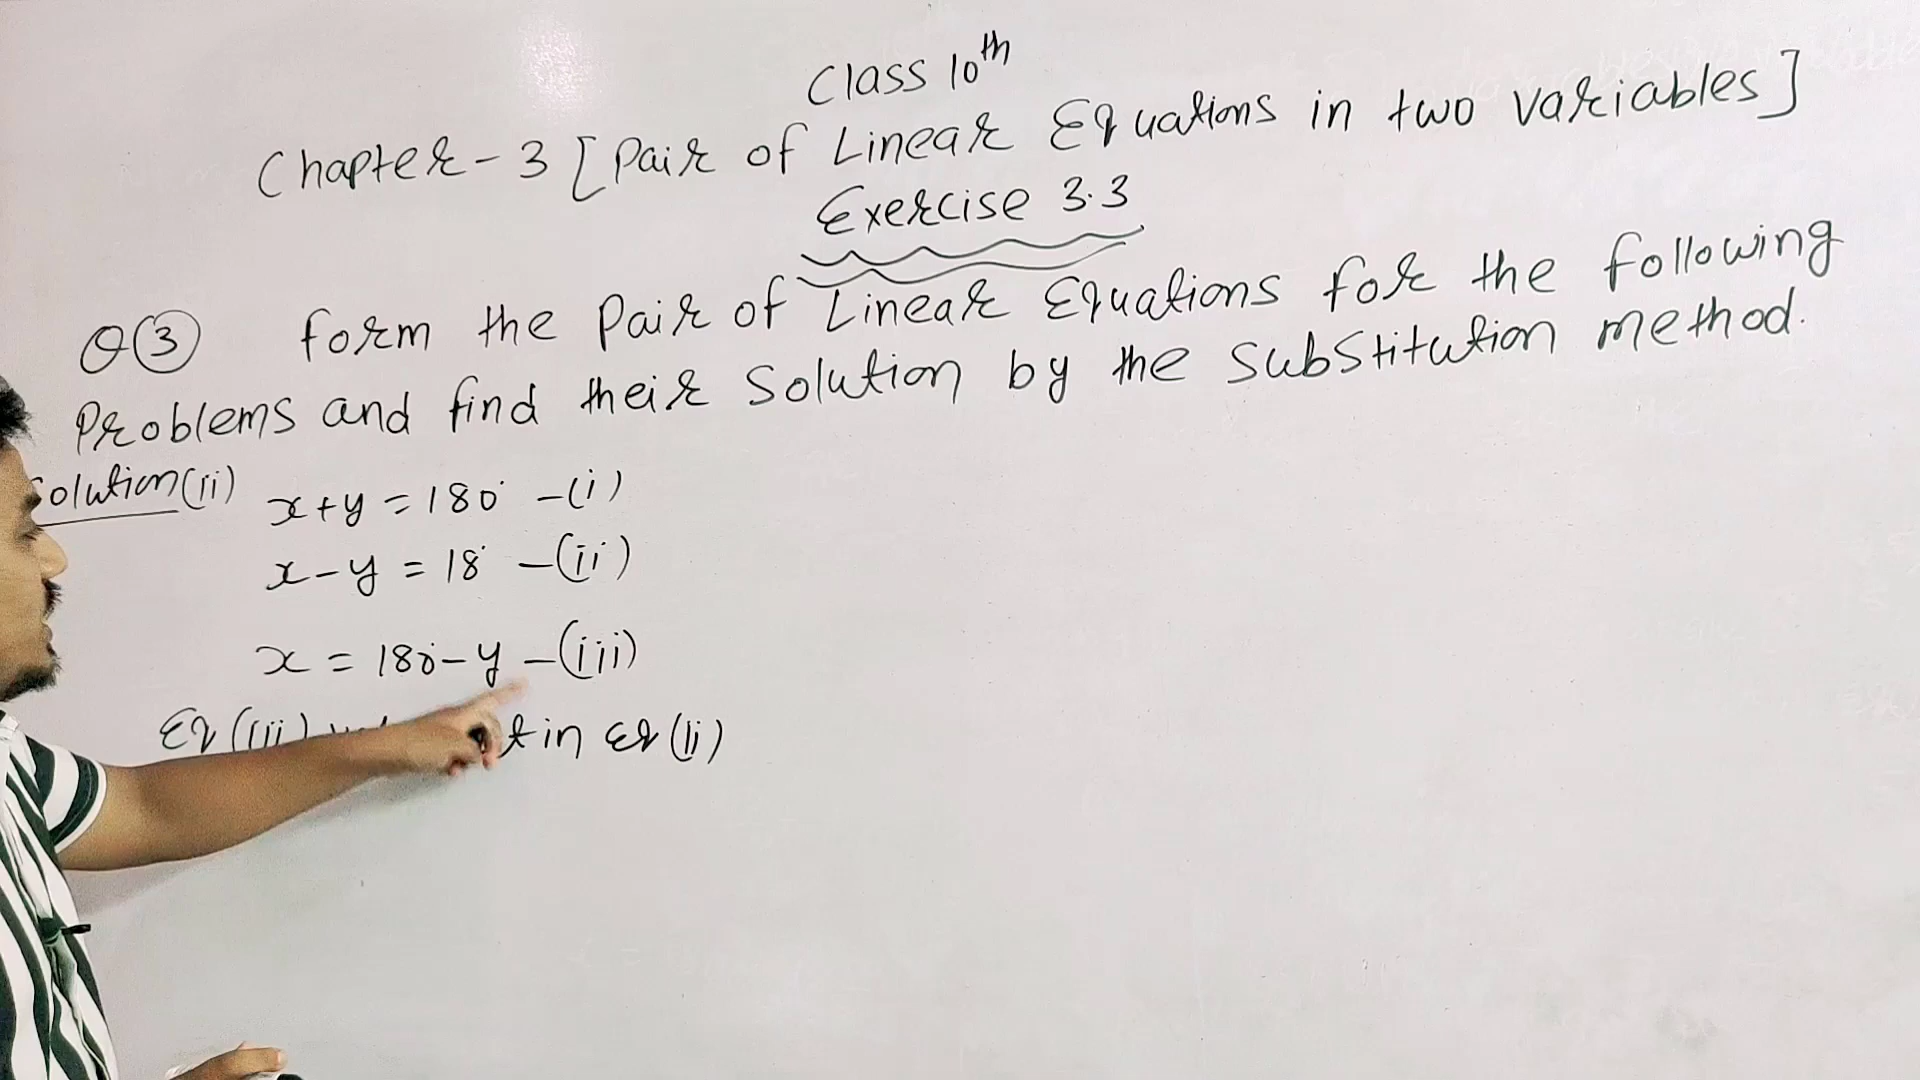 Class 10th
Chapter-3 [Pair of Linear Equations in two variables]
Exercise 3.3
Q(3) form the Pair of Linear Equations for the following
Problems and find their Solution by the Substitution method.
Solution(ii) x+y = 180° -(i)
x-y = 18° -(ii)
x = 180°-y -(iii)
Eq (iii) in Eq (ii)